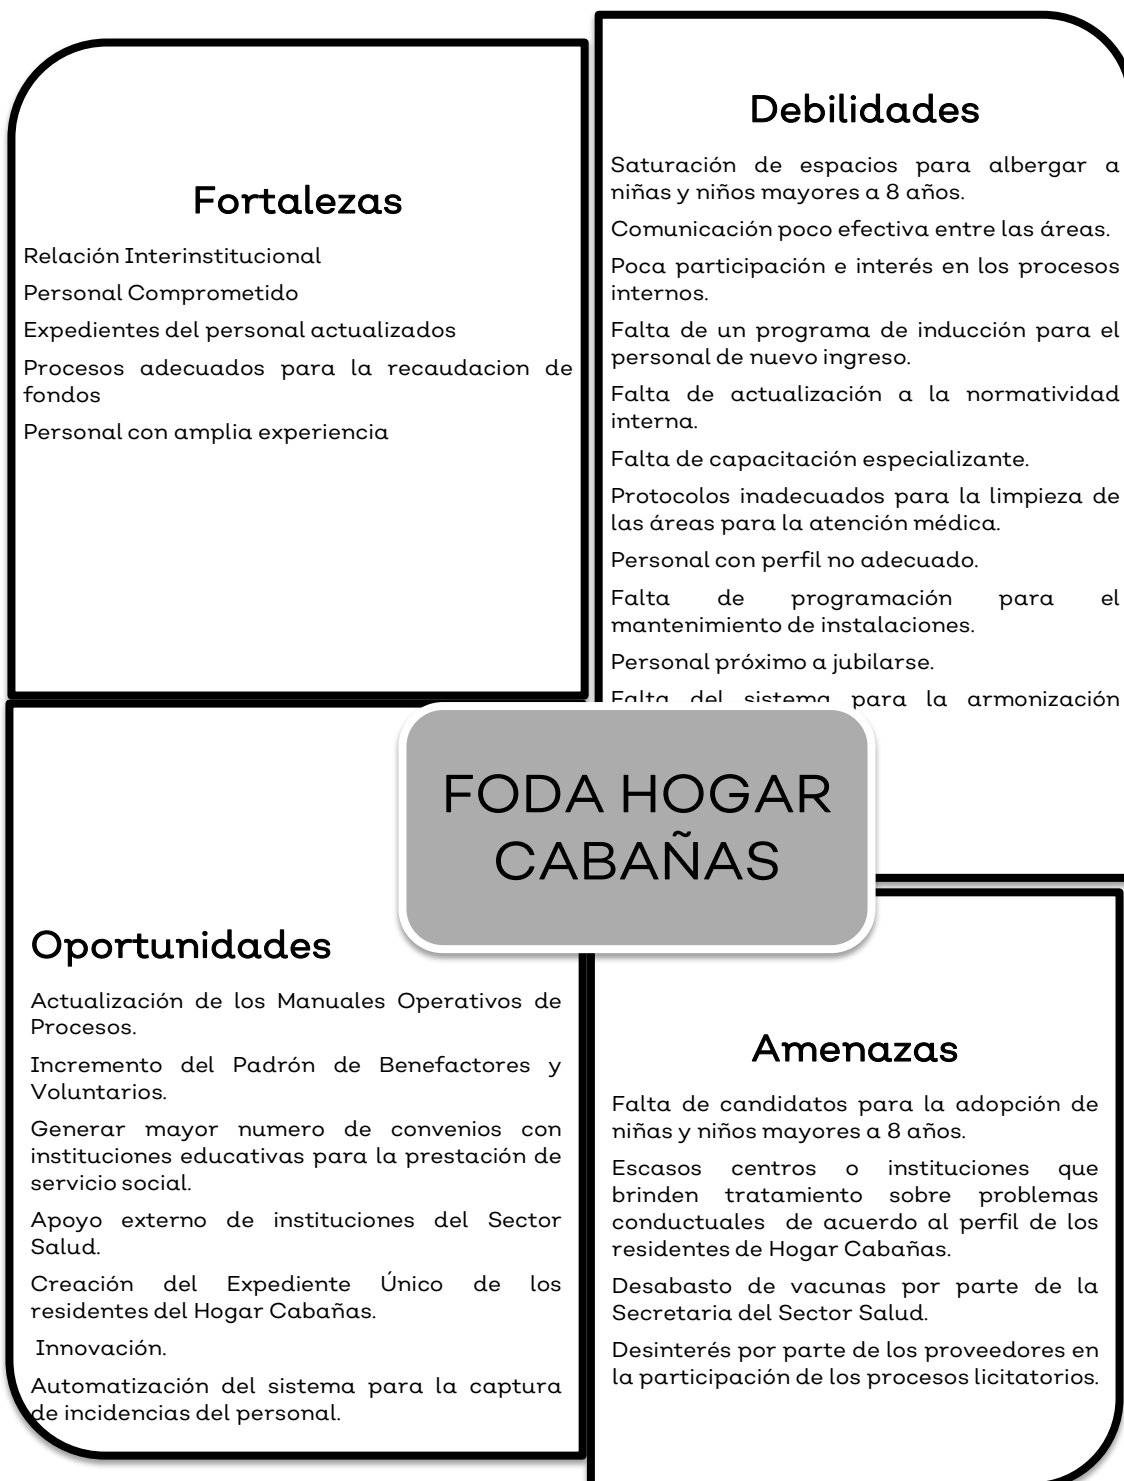 Fortalezas
Relación Interinstitucional
Personal Comprometido
Expedientes del personal actualizados
Procesos adecuados para la recaudacion de
fondos
Personal con amplia experiencia
Debilidades
Saturación de espacios para albergar a
niñas y niños mayores a 8 años.
Comunicación poco efectiva entre las áreas.
Poca participación e interés en los procesos
internos.
Falta de un programa de inducción para el
personal de nuevo ingreso.
Falta de actualización a la normatividad
interna.
Falta de capacitación especializante.
Protocolos inadecuados para la limpieza de
las áreas para la atención médica.
Personal con perfil no adecuado.
Falta de programación para el
mantenimiento de instalaciones.
Personal próximo a jubilarse.
Falta del sistema para la armonización
FODA HOGAR
CABAÑAS
Oportunidades
Actualización de los Manuales Operativos de
Procesos.
Incremento del Padrón de Benefactores y
Voluntarios.
Generar mayor numero de convenios con
instituciones educativas para la prestación de
servicio social.
Apoyo externo de instituciones del Sector
Salud.
Creación del Expediente Único de los
residentes del Hogar Cabañas.
Innovación.
Automatización del sistema para la captura
de incidencias del personal.
Amenazas
Falta de candidatos para la adopción de
niñas y niños mayores a 8 años.
Escasos centros o instituciones que
brinden tratamiento sobre problemas
conductuales de acuerdo al perfil de los
residentes de Hogar Cabañas.
Desabasto de vacunas por parte de la
Secretaria del Sector Salud.
Desinterés por parte de los proveedores en
la participación de los procesos licitatorios.